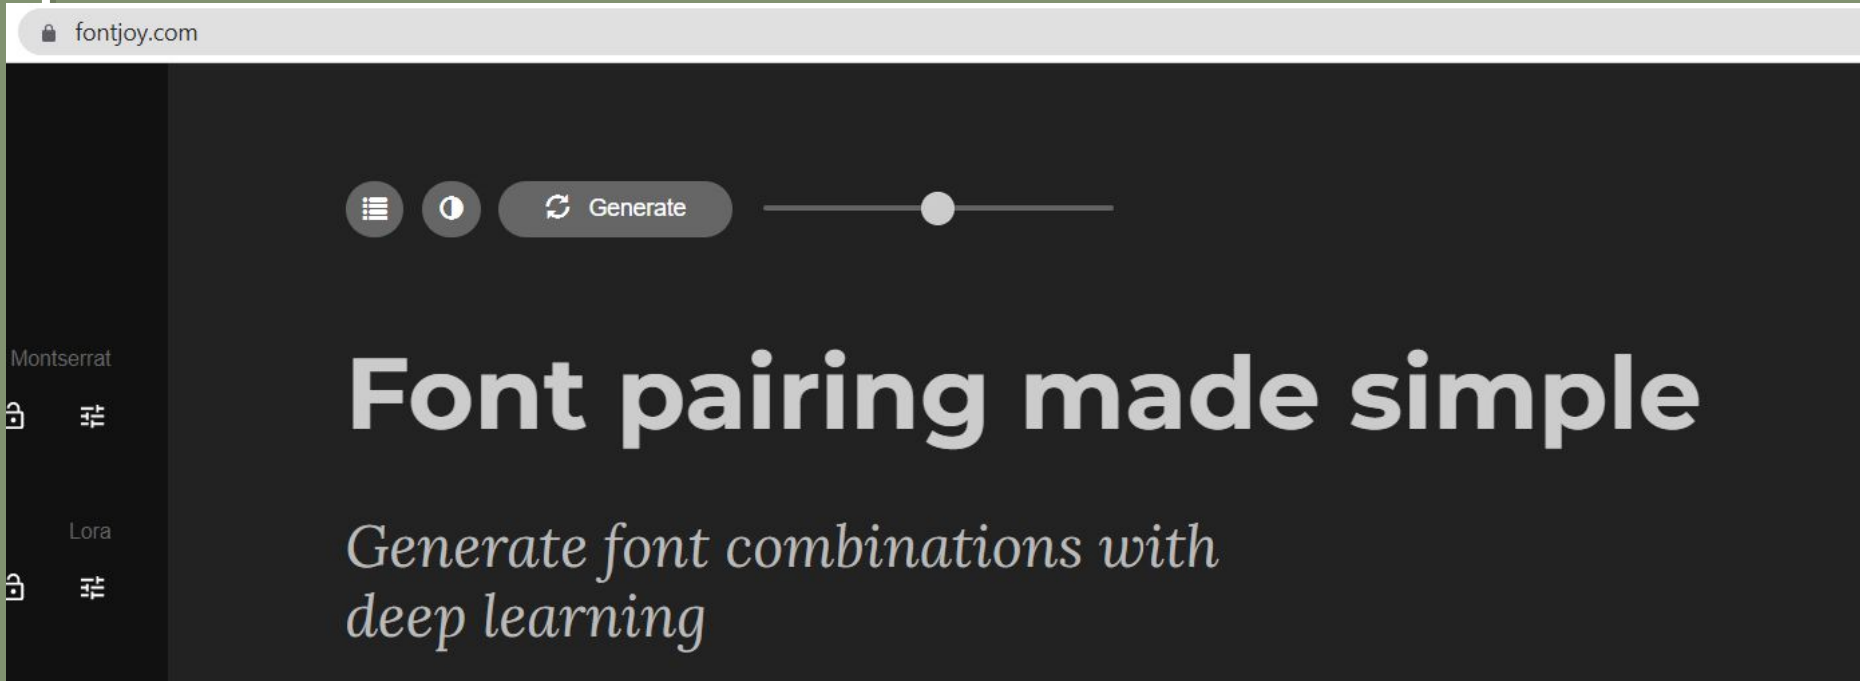 fontjoy.com
Generate
Montserrat
Font pairing made simple
Lora
Generate font combinations with
deep learning